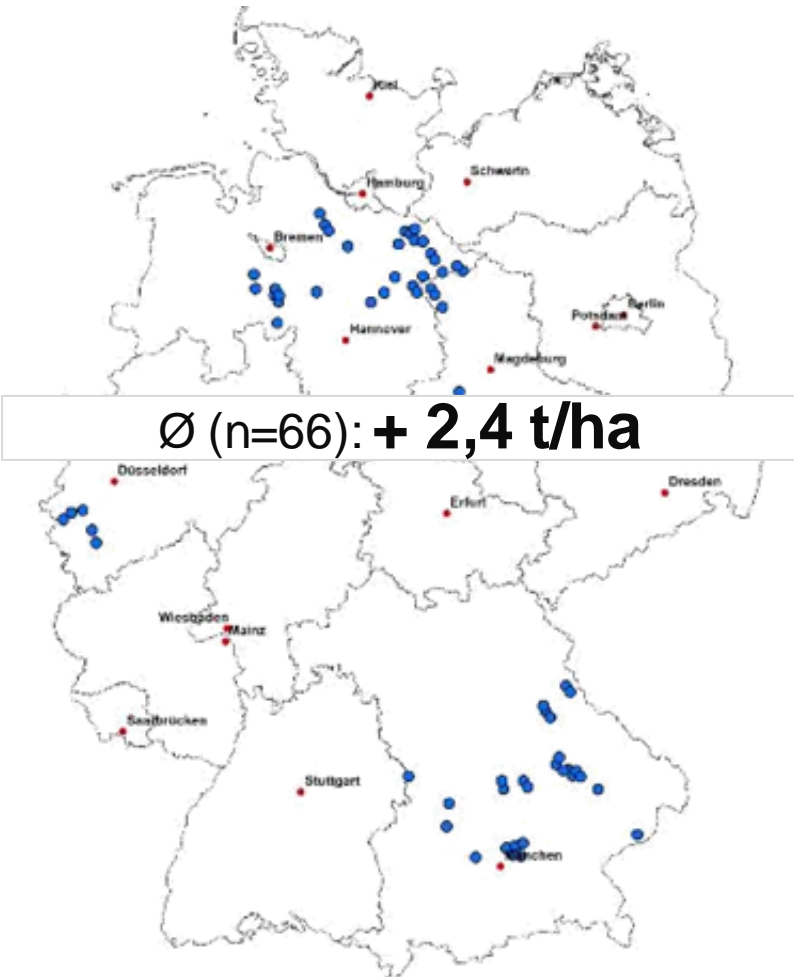 Kiel
Hamburg
Schwerin
Bremen
Berlin
Potsdam
Hannover
Magdeburg
Ø (n=66): + 2,4 t/ha
Düsseldorf
Dresden
Erfurt
Wiesbaden
Mainz
Saarbrücken
Stuttgart
München